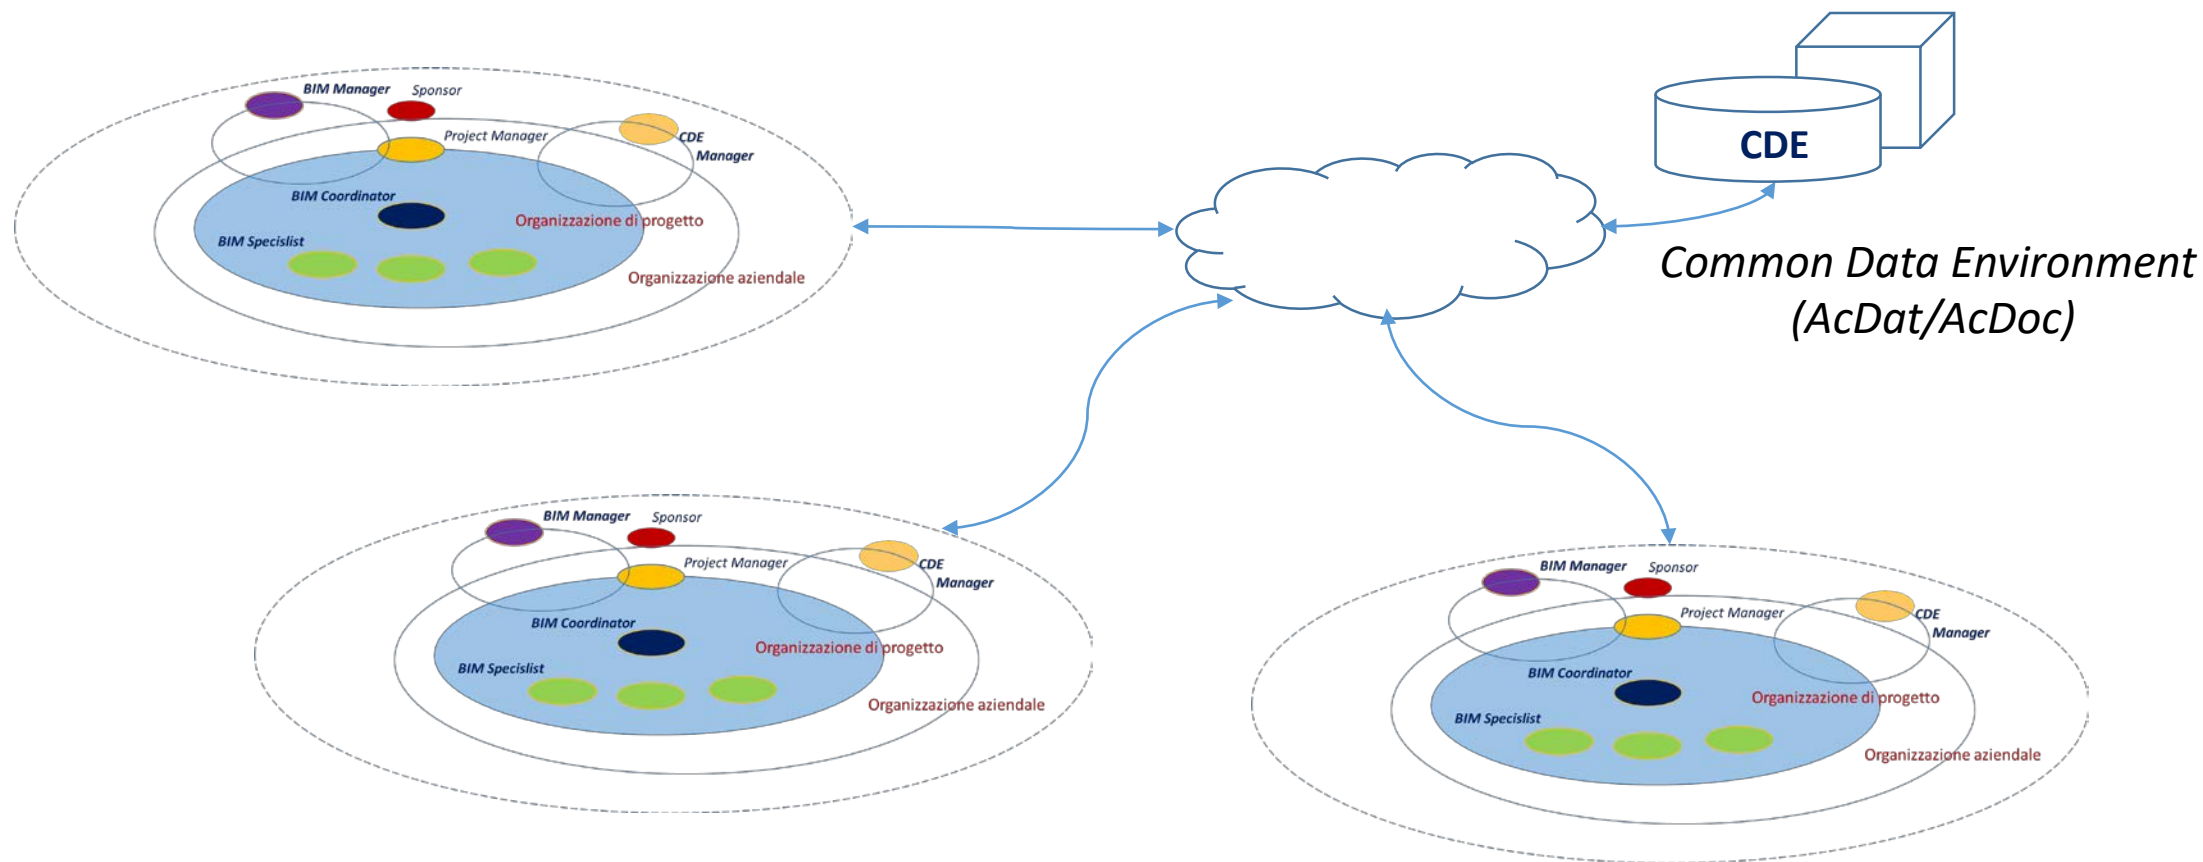 BIM Manager
Sponsor
Project Manager
CDE
Manager
BIM Coordinator
Organizzazione di progetto
BIM Specislist
Organizzazione aziendale
CDE
Common Data Environment
(AcDat/AcDoc)
BIM Manager
Sponsor
Project Manager
CDE
Manager
BIM Coordinator
Organizzazione di progetto
BIM Specislist
Organizzazione aziendale
BIM Manager
Sponsor
Project Manager
CDE
Manager
BIM Coordinator
Organizzazione di progetto
BIM Specislist
Organizzazione aziendale